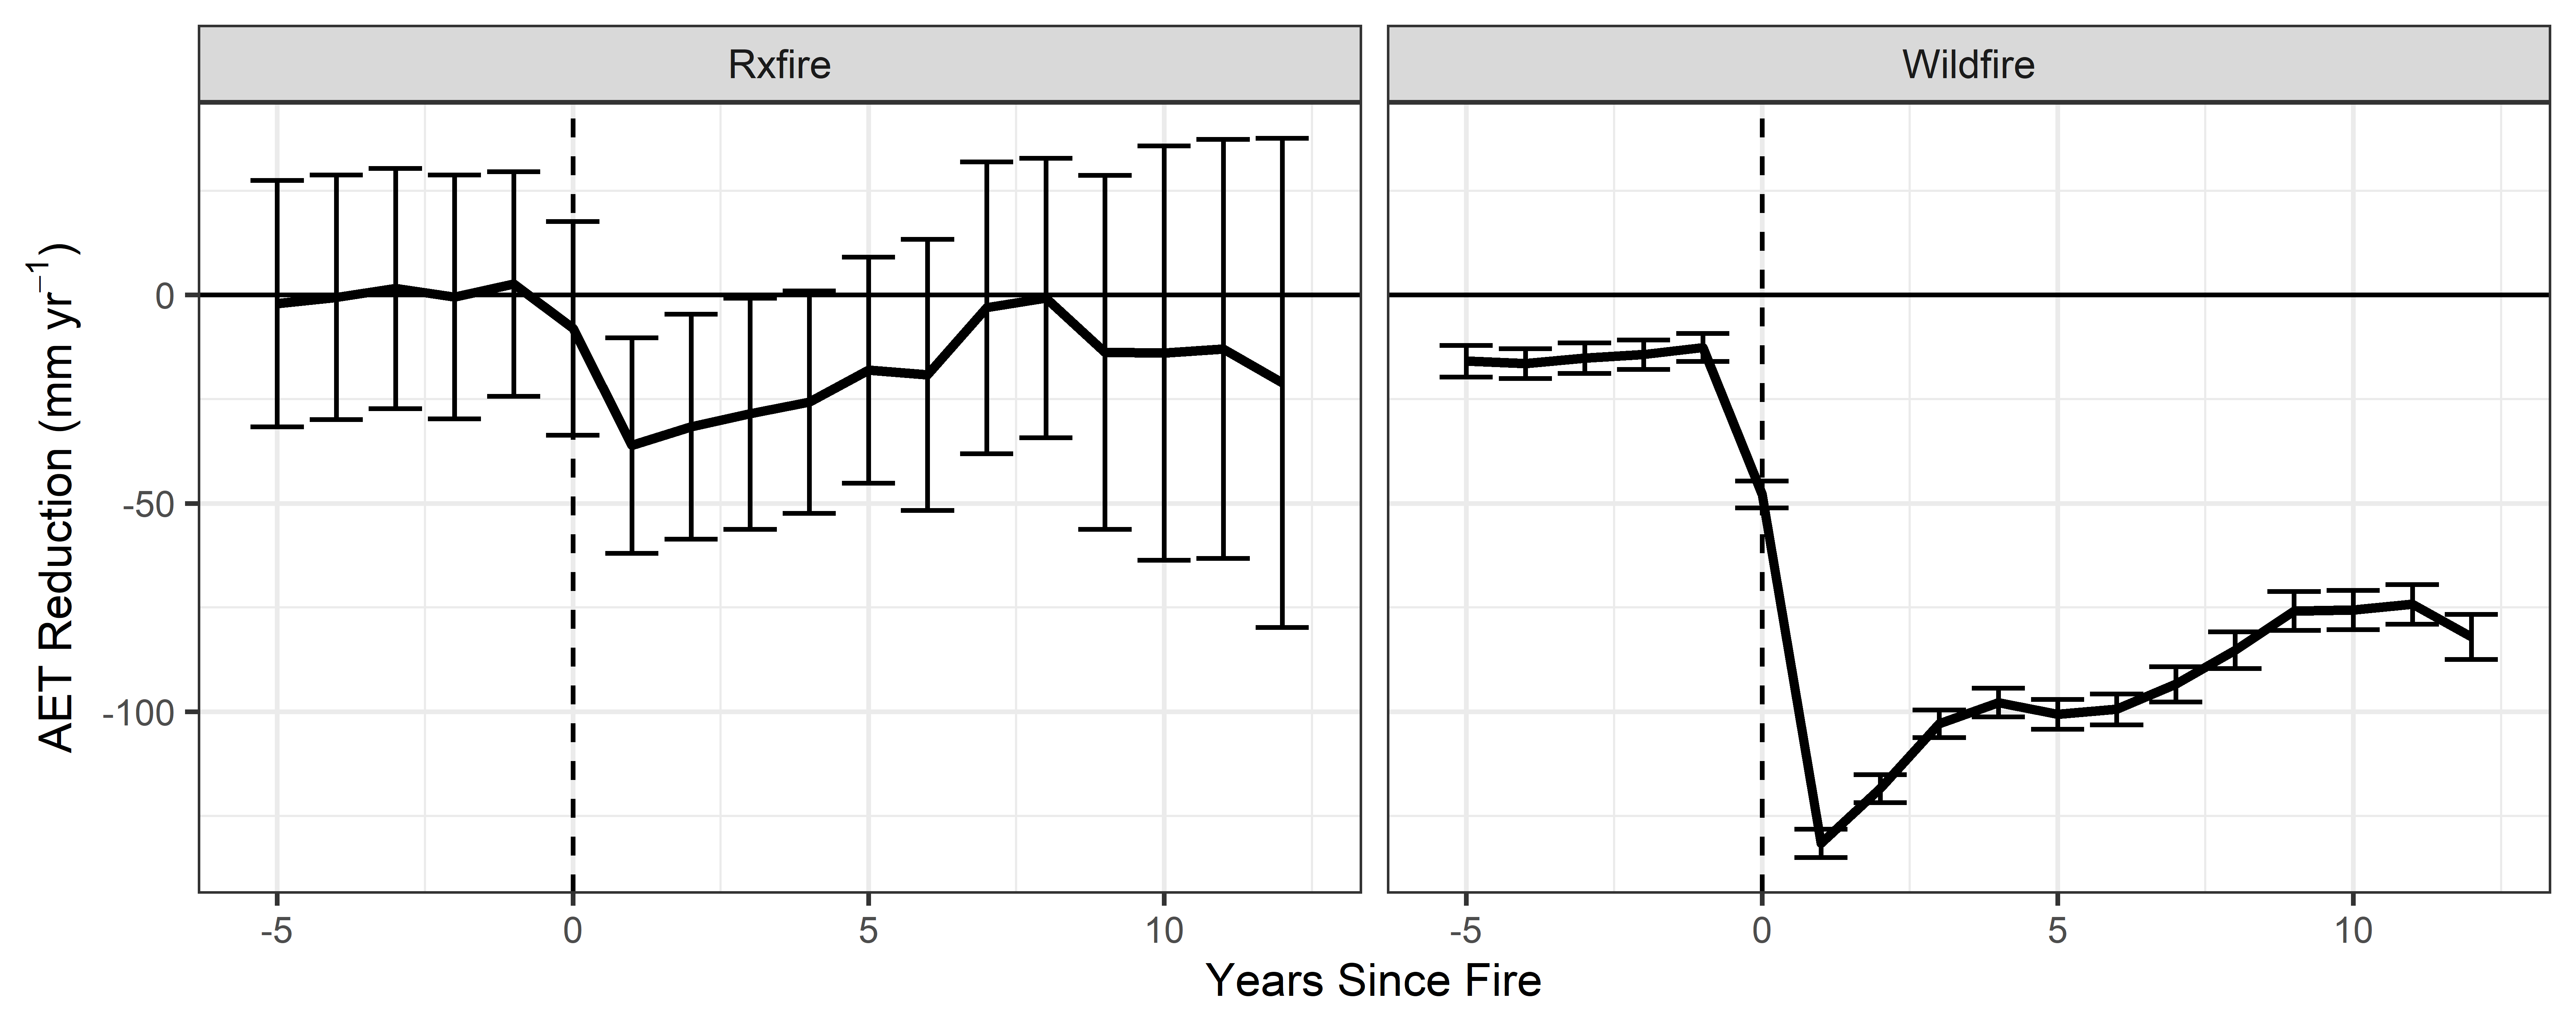 Rxfire
Wildfire
AET Reduction (mm yr⁻¹)
0
-50
-100
-5 0 5 10
-5 0 5 10
Years Since Fire